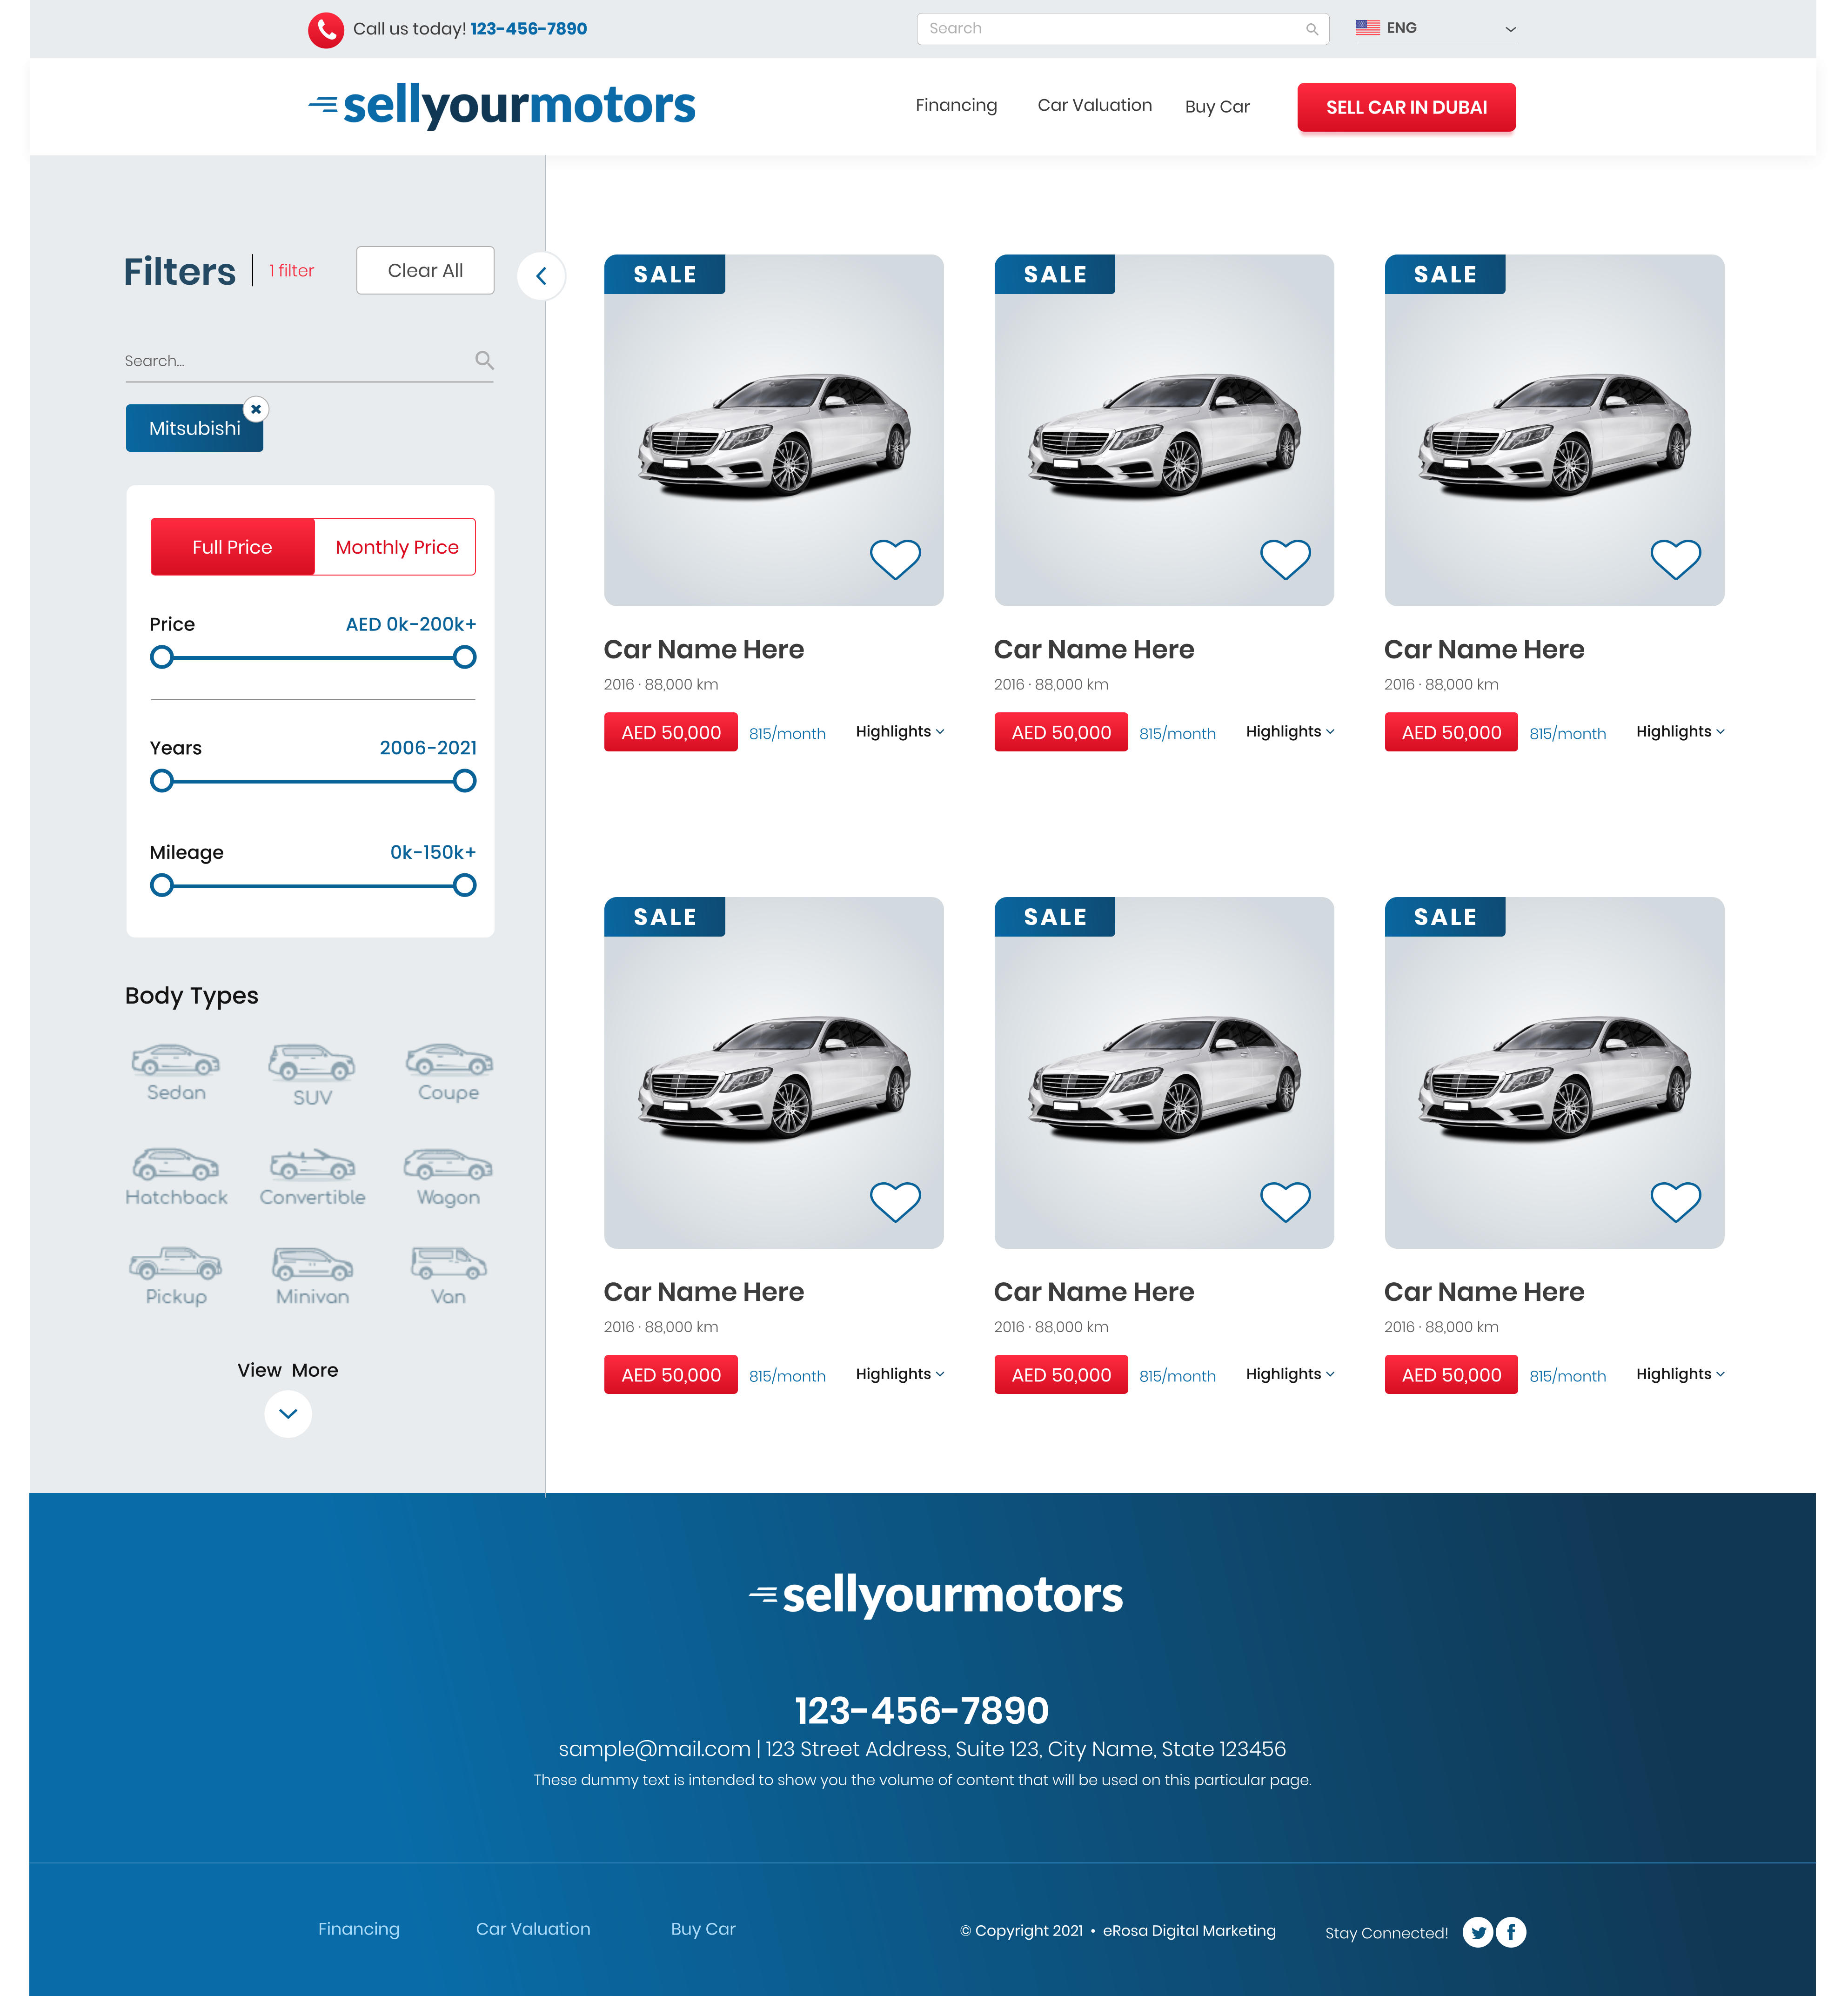 Call us today! 123-456-7890
Search
ENG
sellyourmotors
Financing
Car Valuation
Buy Car
SELL CAR IN DUBAI
Filters
1 filter
Clear All
Search...
Mitsubishi
Full Price
Monthly Price
Price
AED 0k-200k+
Years
2006-2021
Mileage
0k-150k+
Body Types
Sedan
SUV
Coupe
Hatchback
Convertible
Wagon
Pickup
Minivan
Van
View More
SALE
Car Name Here
2016 · 88,000 km
AED 50,000
815/month
Highlights
SALE
Car Name Here
2016 · 88,000 km
AED 50,000
815/month
Highlights
SALE
Car Name Here
2016 · 88,000 km
AED 50,000
815/month
Highlights
SALE
Car Name Here
2016 · 88,000 km
AED 50,000
815/month
Highlights
SALE
Car Name Here
2016 · 88,000 km
AED 50,000
815/month
Highlights
SALE
Car Name Here
2016 · 88,000 km
AED 50,000
815/month
Highlights
sellyourmotors
123-456-7890
sample@mail.com | 123 Street Address, Suite 123, City Name, State 123456
These dummy text is intended to show you the volume of content that will be used on this particular page.
Financing
Car Valuation
Buy Car
© Copyright 2021 • eRosa Digital Marketing
Stay Connected!